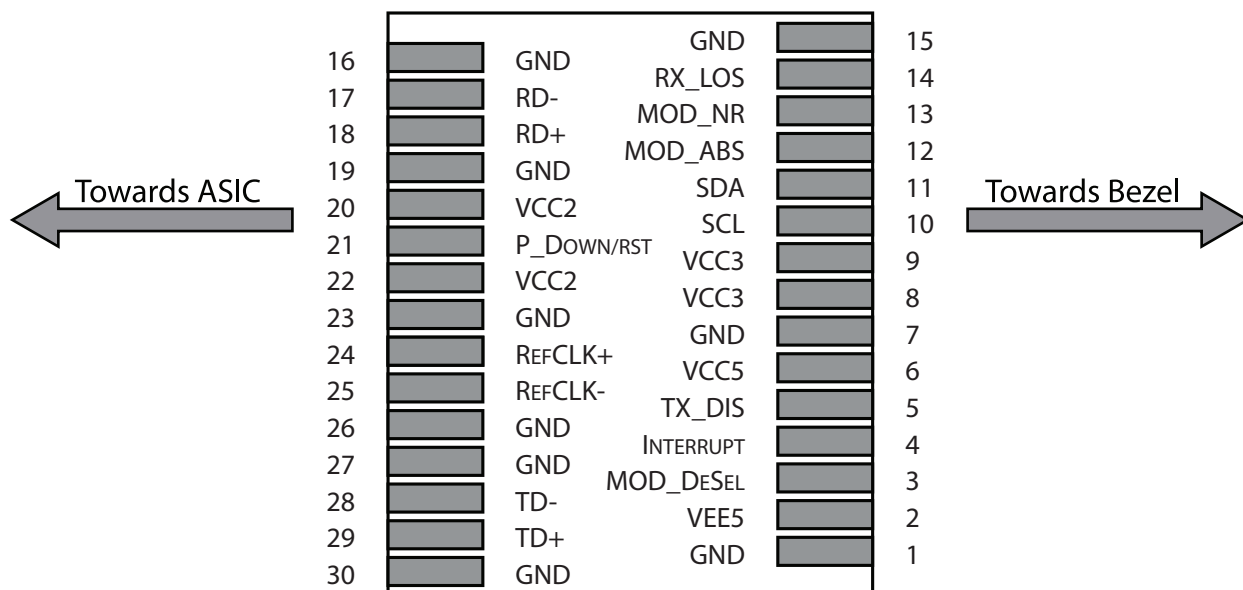 GND 15
16 GND
RX_LOS 14
17 RD-
MOD_NR 13
18 RD+
MOD_ABS 12
19 GND
SDA 11
Towards ASIC
Towards Bezel
20 VCC2
SCL 10
21 P_DOWN/RST
VCC3 9
22 VCC2
VCC3 8
23 GND
GND 7
24 REFCLK+
VCC5 6
25 REFCLK-
TX_DIS 5
26 GND
INTERRUPT 4
27 GND
MOD_DESEL 3
28 TD-
VEE5 2
29 TD+
GND 1
30 GND